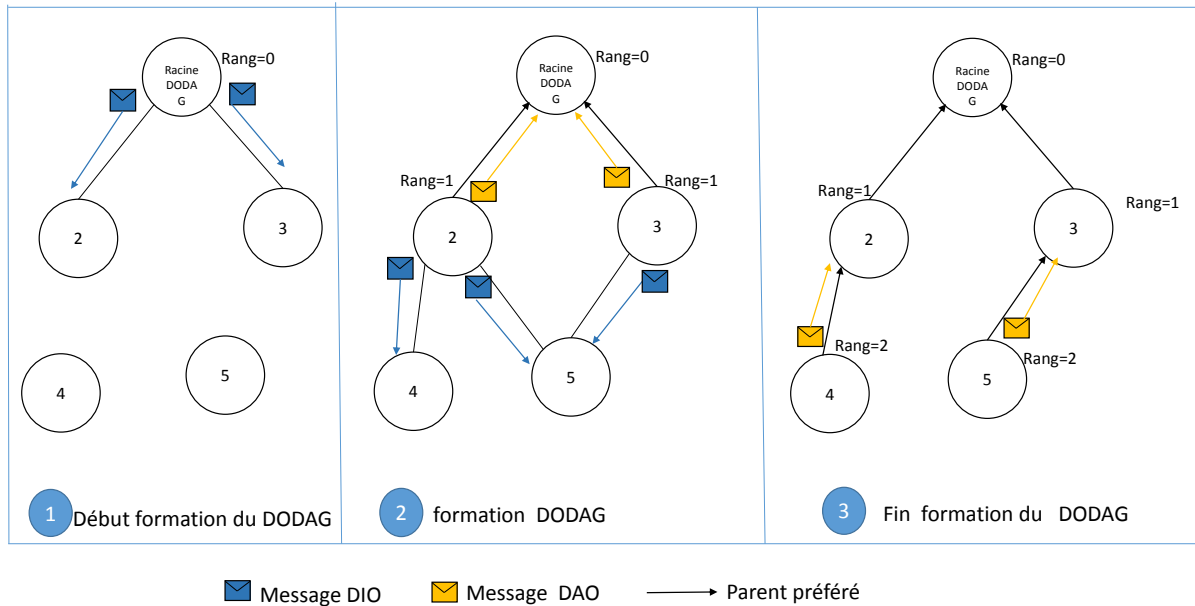 Rang=0
Racine
DODA
G
2
3
4
5
1 Début formation du DODAG
Rang=0
Racine
DODA
G
Rang=1
Rang=1
2
3
4
5
2 formation DODAG
Rang=0
Racine
DODA
G
Rang=1
Rang=1
2
3
Rang=2
Rang=2
4
5
3 Fin formation du DODAG
Message DIO
Message DAO
Parent préféré